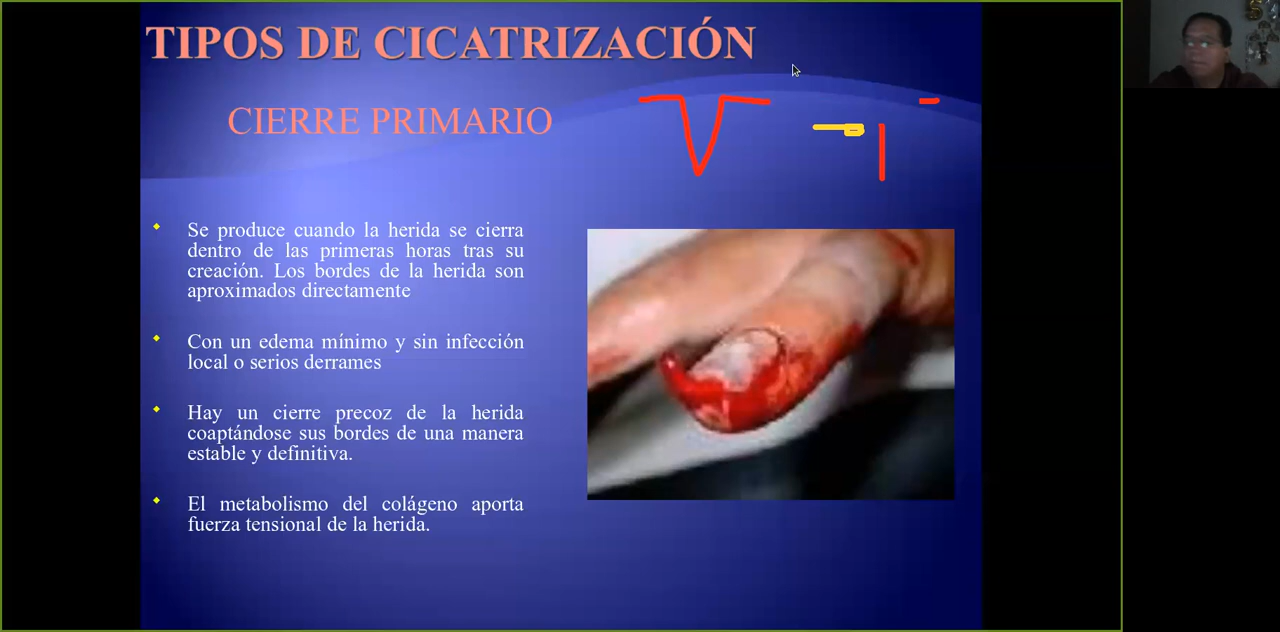 TIPOS DE CICATRIZACIÓN
CIERRE PRIMARIO
Se produce cuando la herida se cierra
dentro de las primeras horas tras su
creación. Los bordes de la herida son
aproximados directamente
Con un edema mínimo y sin infección
local o serios derrames
Hay un cierre precoz de la herida
coaptándose sus bordes de una manera
estable y definitiva.
El metabolismo del colágeno aporta
fuerza tensional de la herida.